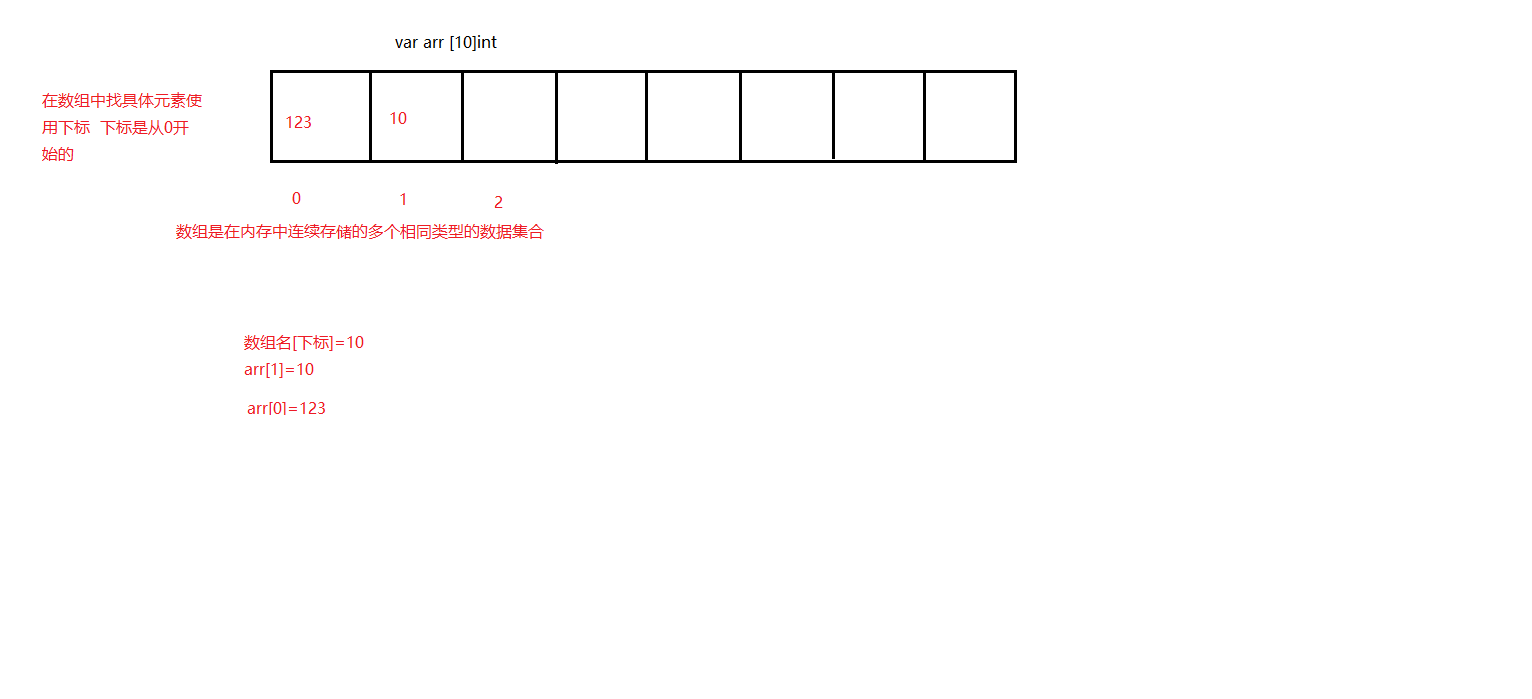 var arr [10]int
在数组中找具体元素使
用下标 下标是从0开
始的
123
10
0
1
2
数组是在内存中连续存储的多个相同类型的数据集合
数组名[下标]=10
arr[1]=10
arr[0]=123